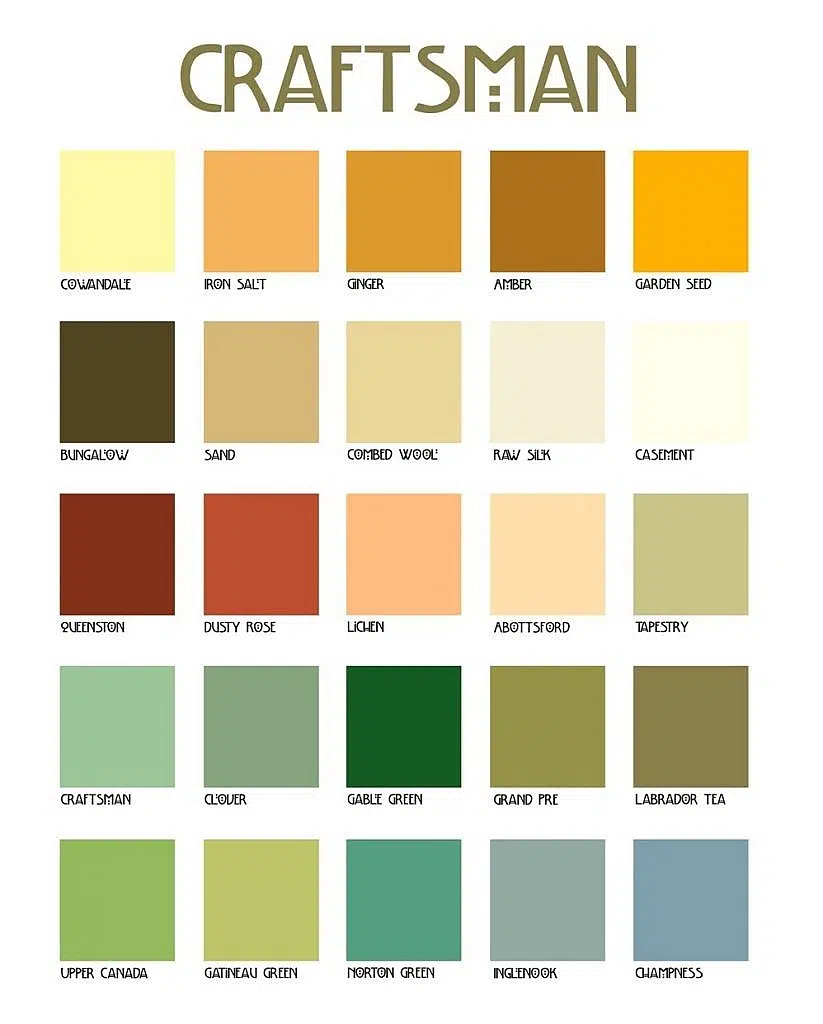 CRAFTSMAN
COWANDALE
IRON SALT
GINGER
AMBER
GARDEN SEED
BUNGALOW
SAND
COMBED WOOL
RAW SILK
CASEMENT
QUEENSTON
DUSTY ROSE
LICHEN
ABOTTSFORD
TAPESTRY
CRAFTSMAN
CLOVER
GABLE GREEN
GRAND PRE
LABRADOR TEA
UPPER CANADA
GATINEAU GREEN
NORTON GREEN
INGLENOOK
CHAMPNESS